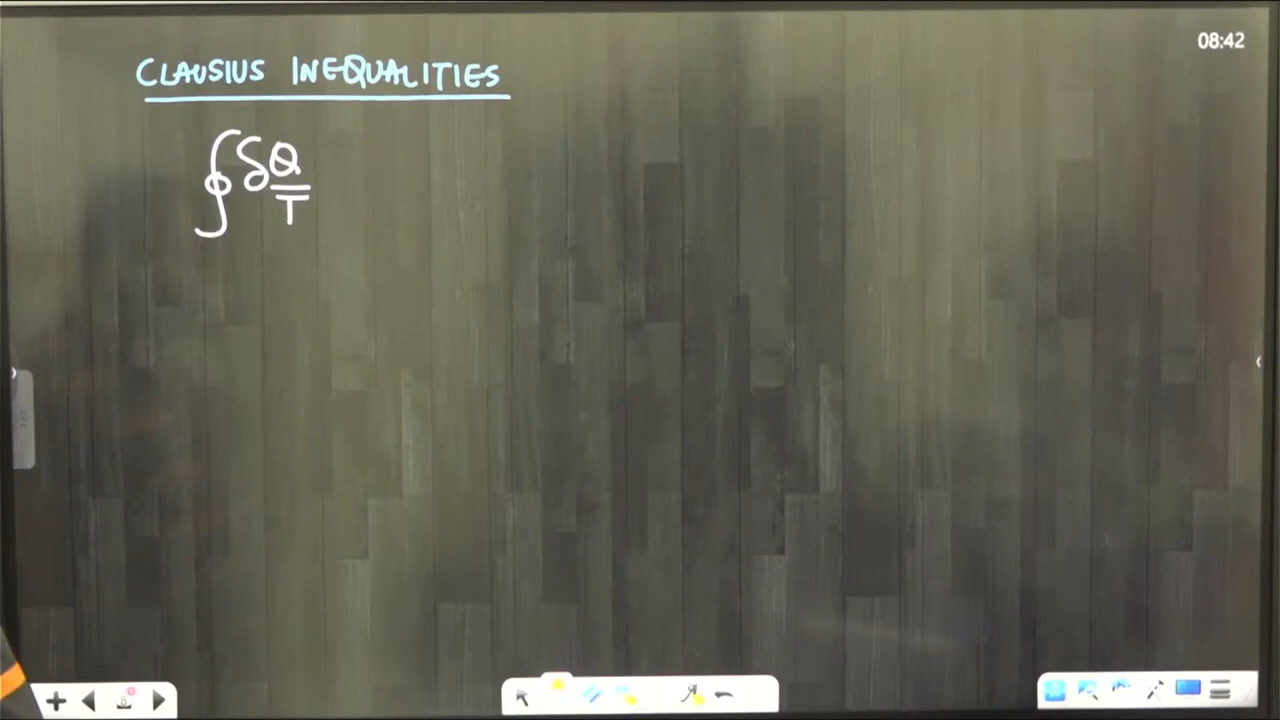 08:42
CLAUSIUS INEQUALITIES
∮ δQ/T